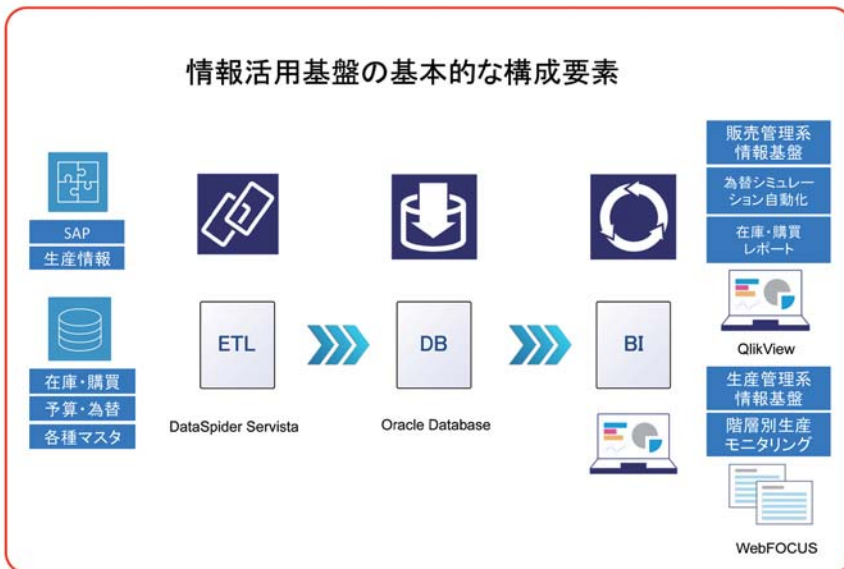 情報活用基盤の基本的な構成要素
SAP
生産情報
在庫・購買
予算・為替
各種マスタ
ETL
DataSpider Servista
DB
Oracle Database
BI
販売管理系
情報基盤
為替シミュレー
ション自動化
在庫・購買
レポート
QlikView
生産管理系
情報基盤
階層別生産
モニタリング
WebFOCUS